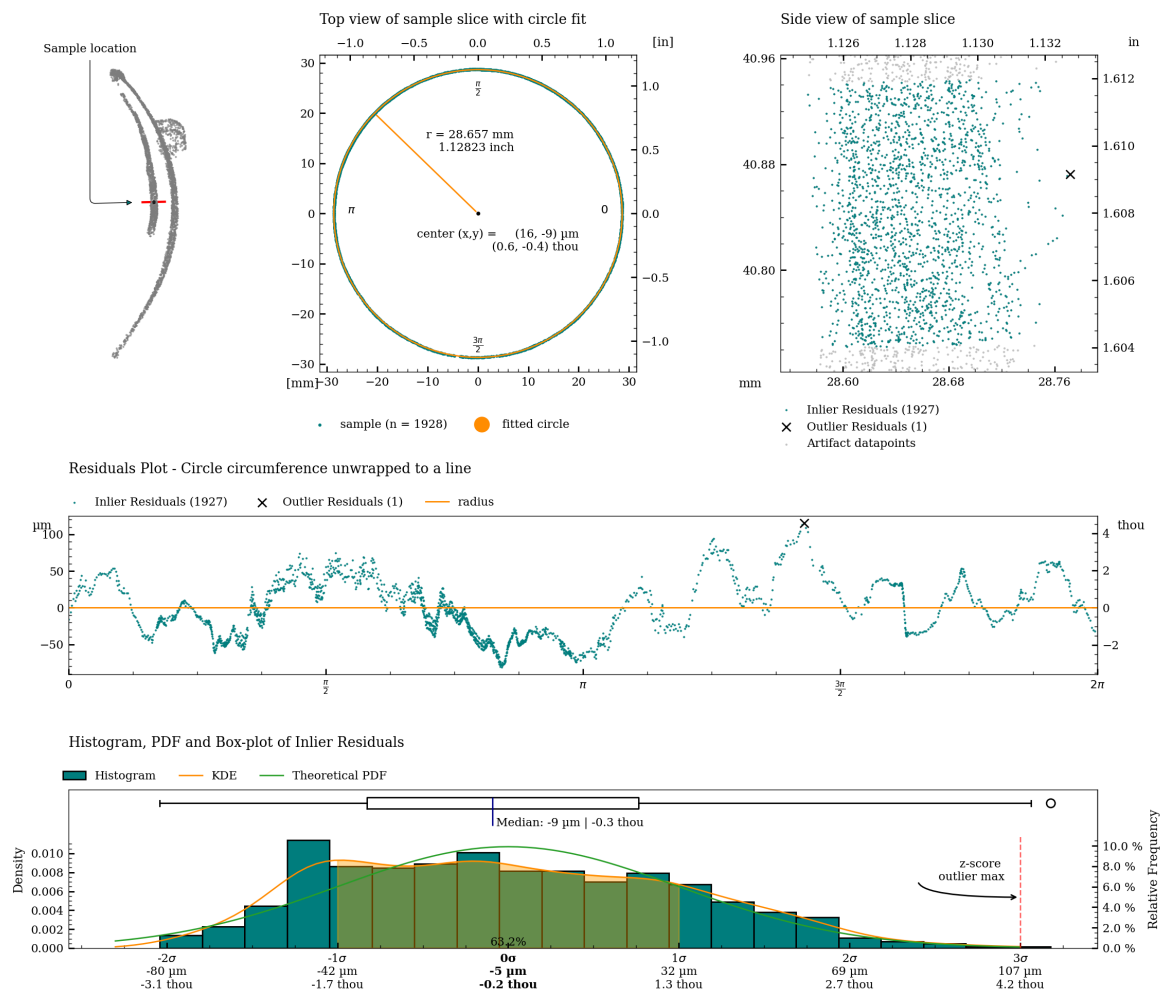 Top view of sample slice with circle fit
Side view of sample slice
Sample location
−1.0 −0.5 0.0 0.5 1.0 [in]
1.126 1.128 1.130 1.132 in
30
20
10
0
−10
−20
−30
1.0
0.5
0.0
−0.5
−1.0
π/2
r = 28.657 mm
1.12823 inch
π
0
center (x,y) = (16, -9) µm
(0.6, -0.4) thou
3π/2
[mm] −30 −20 −10 0 10 20 30
sample (n = 1928) fitted circle
40.96
40.88
40.80
1.612
1.610
1.608
1.606
1.604
mm 28.60 28.68 28.76
Inlier Residuals (1927)
Outlier Residuals (1)
Artifact datapoints
Residuals Plot - Circle circumference unwrapped to a line
Inlier Residuals (1927) Outlier Residuals (1) radius
µm
100
50
0
−50
thou
4
2
0
−2
0 π/2 π 3π/2 2π
Histogram, PDF and Box-plot of Inlier Residuals
Histogram KDE Theoretical PDF
Median: -9 µm | -0.3 thou
Density
0.010
0.008
0.006
0.004
0.002
0.000
z-score
outlier max
63.2%
10.0 %
8.0 %
6.0 %
4.0 %
2.0 %
0.0 %
Relative Frequency
-2σ -1σ 0σ 1σ 2σ 3σ
-80 µm -42 µm -5 µm 32 µm 69 µm 107 µm
-3.1 thou -1.7 thou -0.2 thou 1.3 thou 2.7 thou 4.2 thou